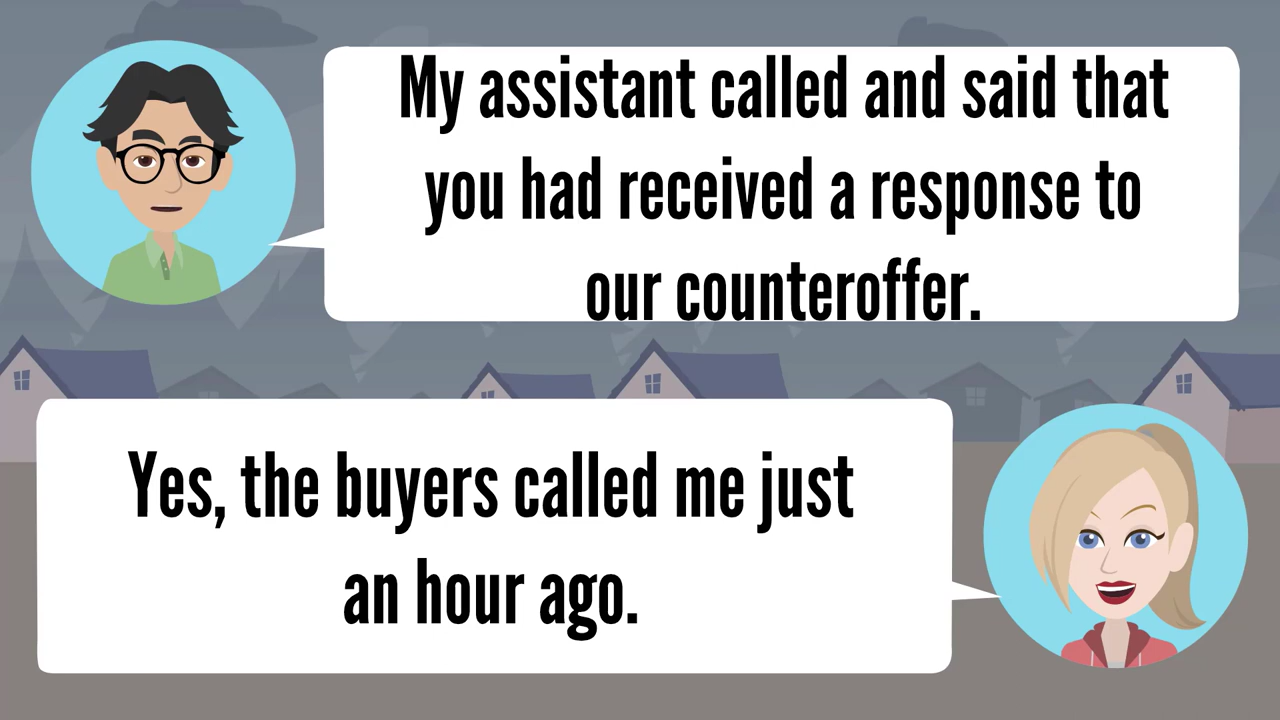 My assistant called and said that
you had received a response to
our counteroffer.
Yes, the buyers called me just
an hour ago.